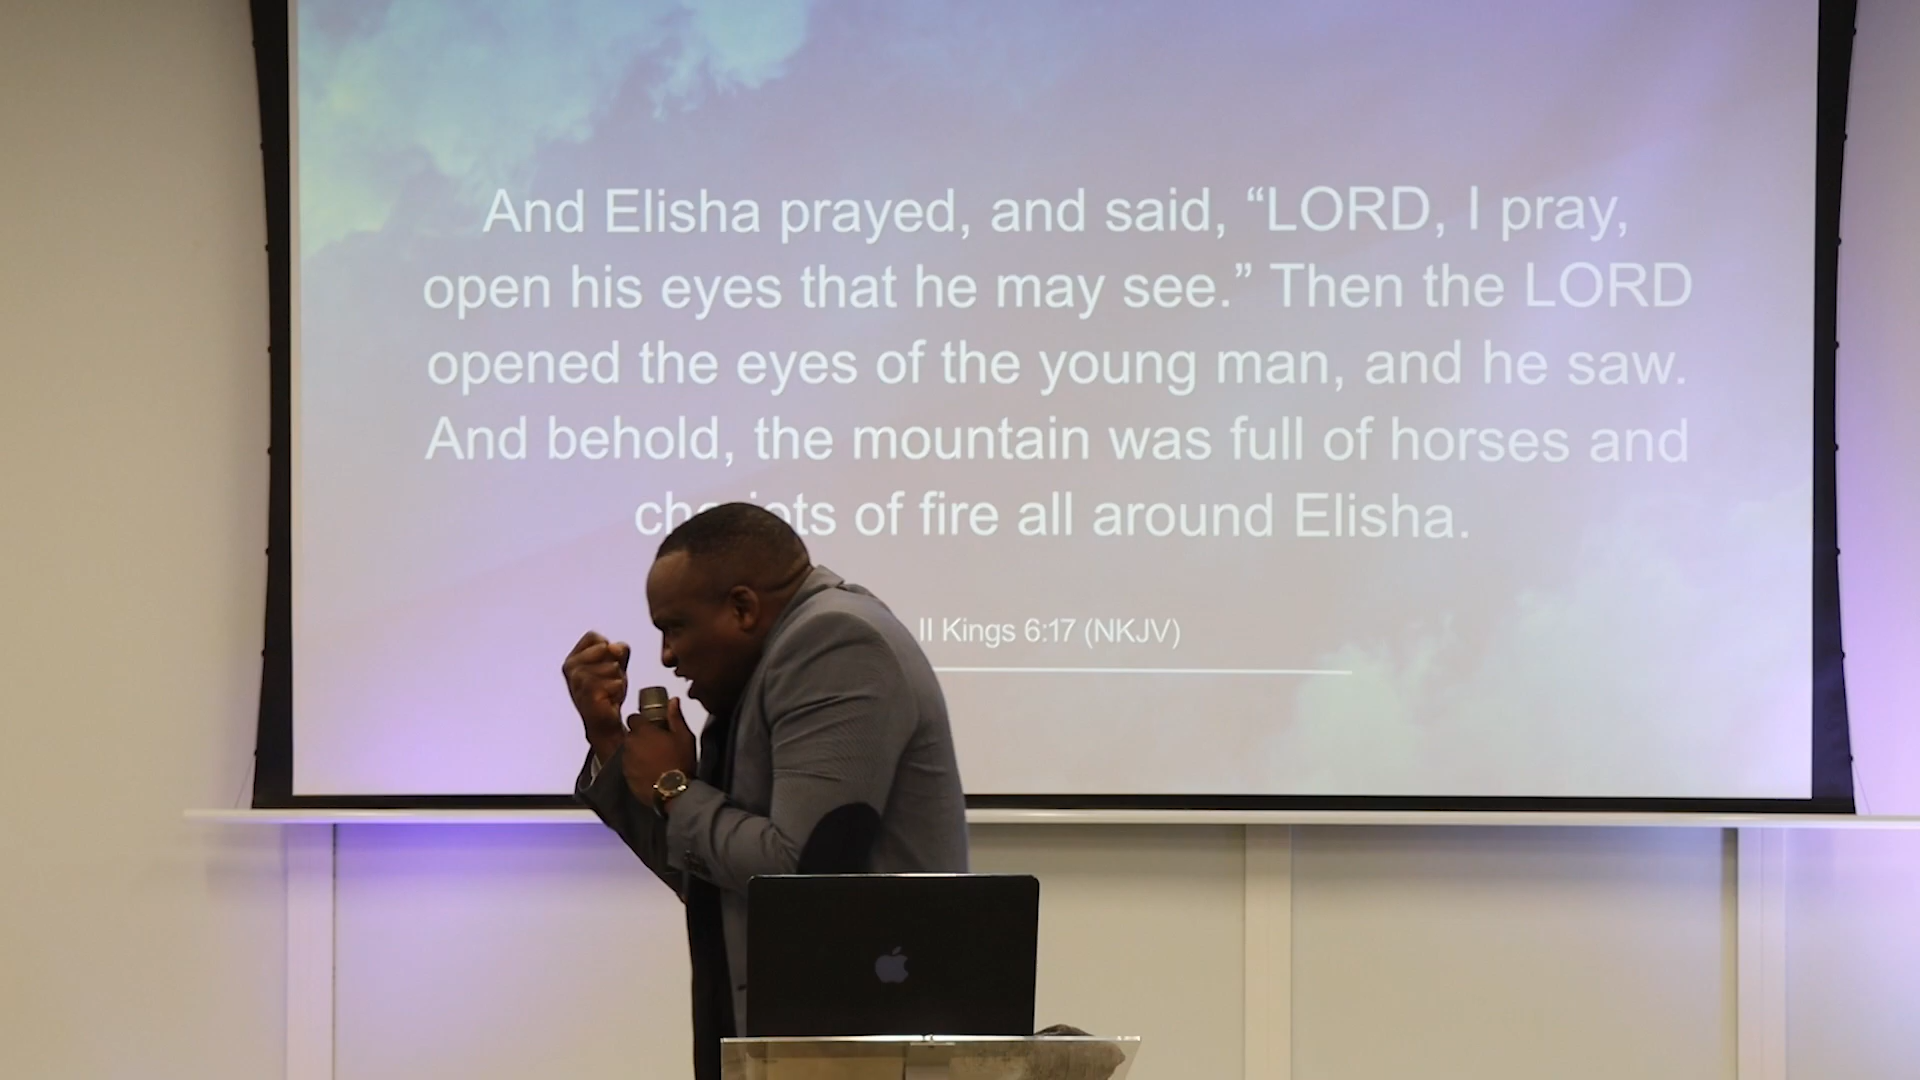 And Elisha prayed, and said, “LORD, I pray,
open his eyes that he may see.” Then the LORD
opened the eyes of the young man, and he saw.
And behold, the mountain was full of horses and
of fire all around Elisha.
II Kings 6:17 (NKJV)